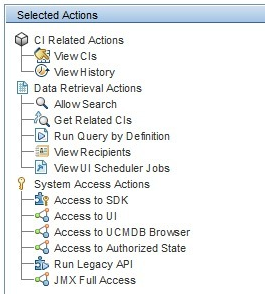 Selected Actions
CI Related Actions
View CIs
View History
Data Retrieval Actions
Allow Search
Get Related CIs
Run Query by Definition
View Recipients
View UI Scheduler Jobs
System Access Actions
Access to SDK
Access to UI
Access to UCMDB Browser
Access to Authorized State
Run Legacy API
JMX Full Access